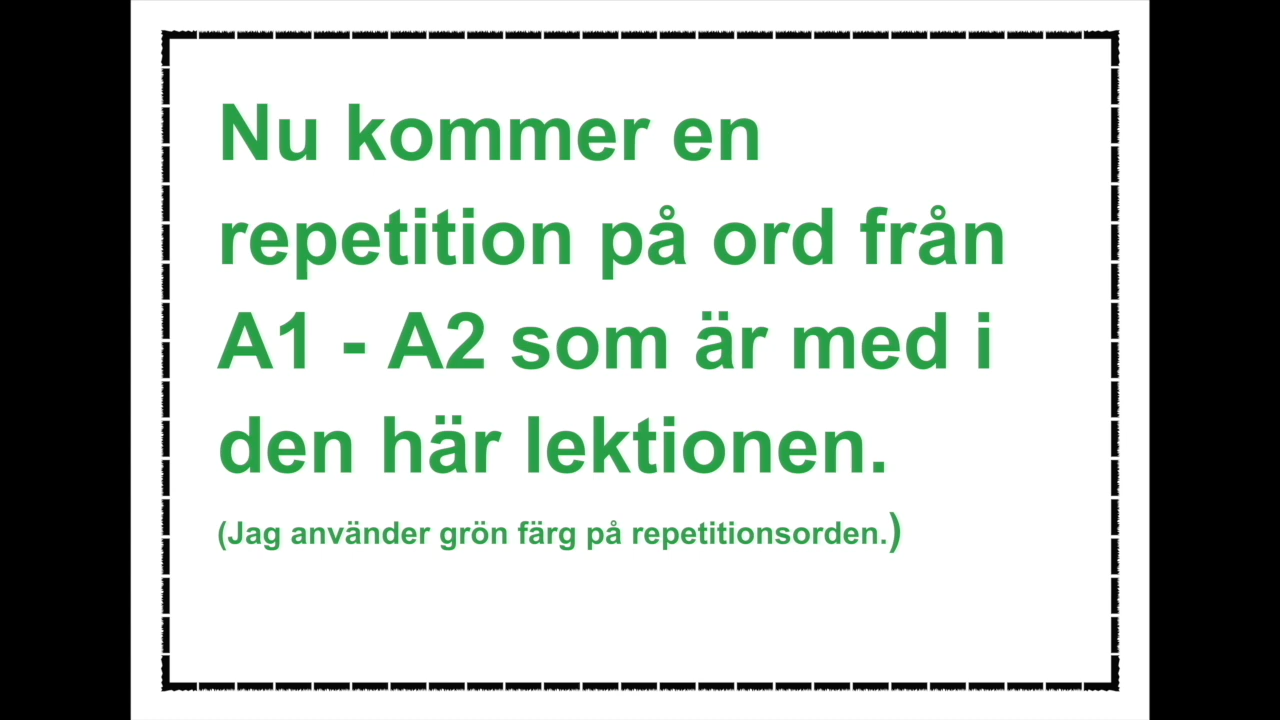 Nu kommer en
repetition på ord från
A1 - A2 som är med i
den här lektionen.
(Jag använder grön färg på repetitionsorden.)